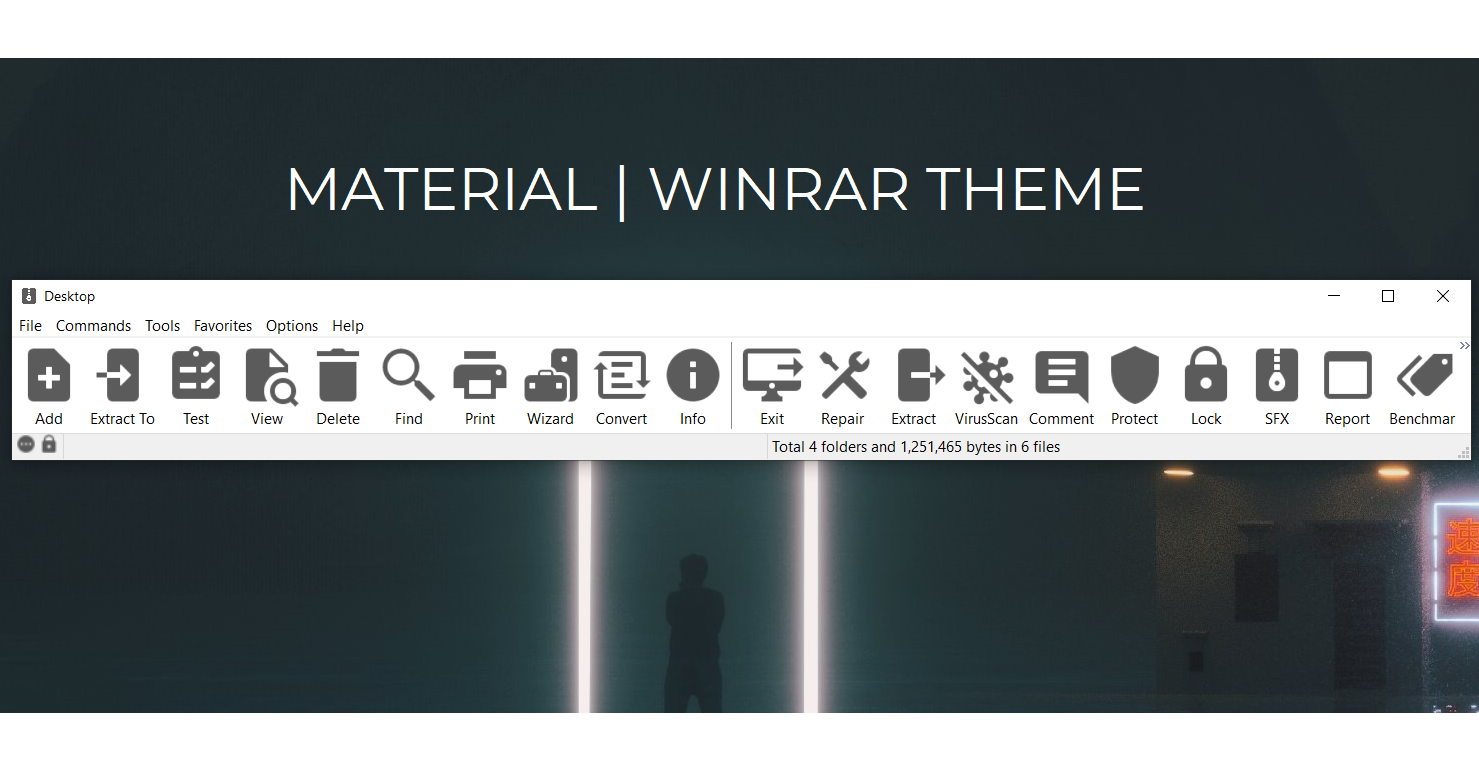 MATERIAL | WINRAR THEME
Desktop
File Commands Tools Favorites Options Help
Add Extract To Test View Delete Find Print Wizard Convert Info Exit Repair Extract VirusScan Comment Protect Lock SFX Report Benchmar
Total 4 folders and 1,251,465 bytes in 6 files
速
度